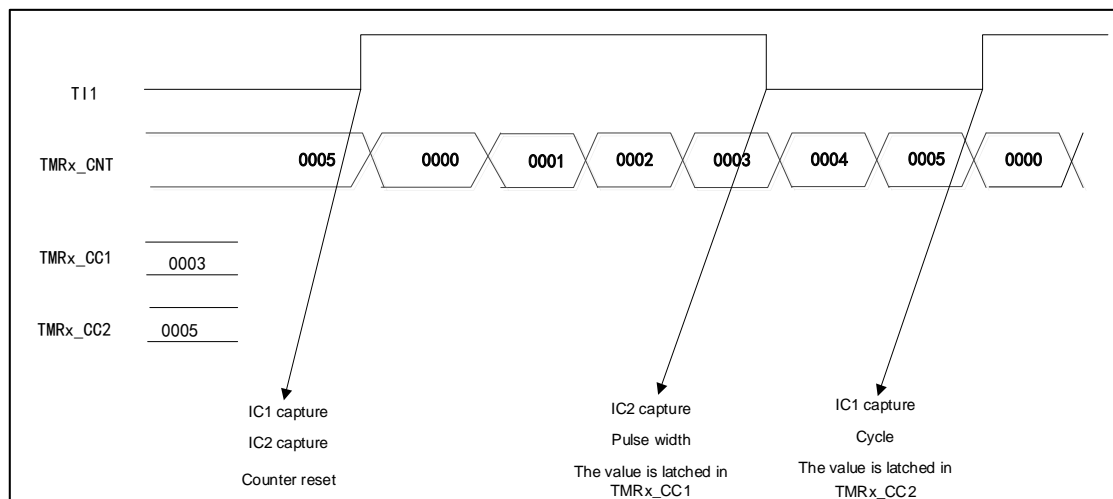 TI1
TMRx_CNT
0005 0000 0001 0002 0003 0004 0005 0000
TMRx_CC1
0003
TMRx_CC2
0005
IC1 capture
IC2 capture
Counter reset
IC2 capture
Pulse width
The value is latched in
TMRx_CC1
IC1 capture
Cycle
The value is latched in
TMRx_CC2